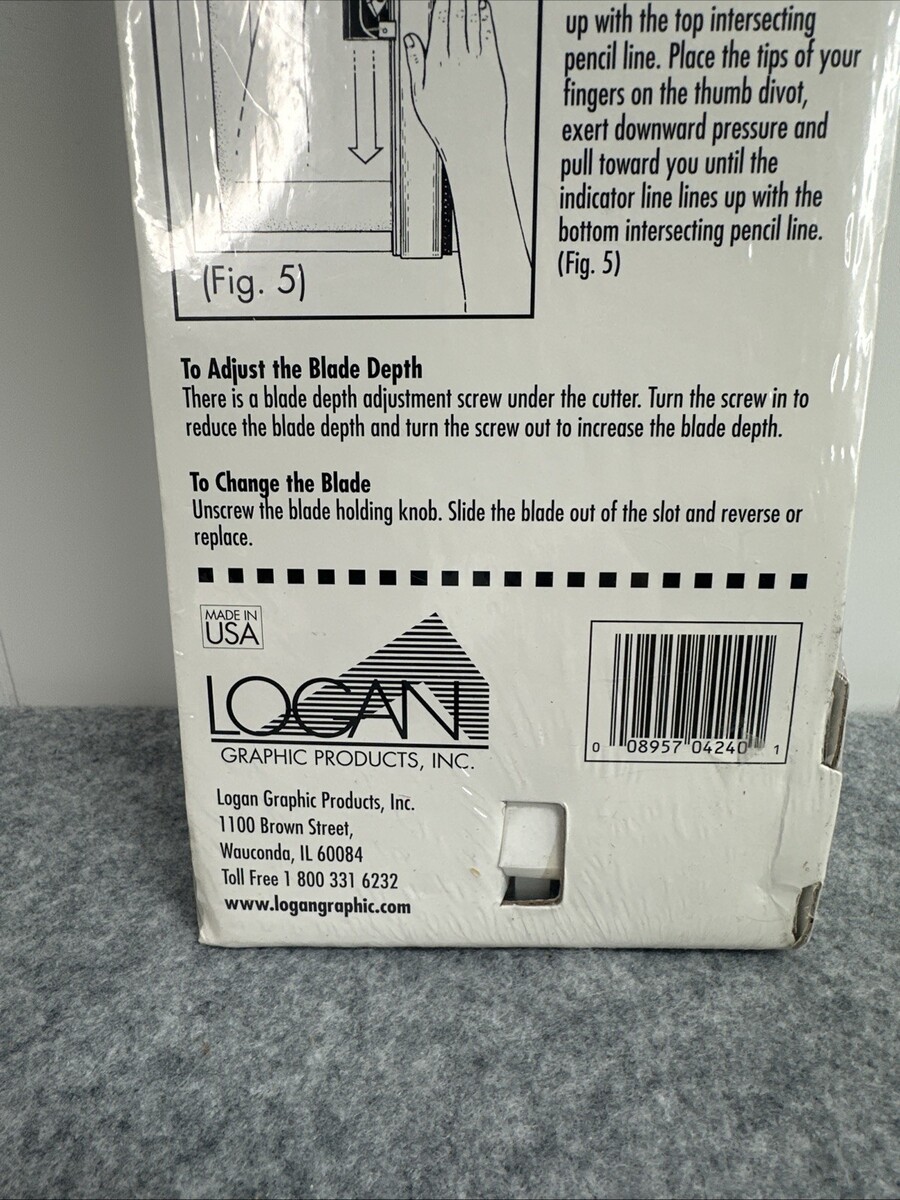 up with the top intersecting
pencil line. Place the tips of your
fingers on the thumb divot,
exert downward pressure and
pull toward you until the
indicator line lines up with the
bottom intersecting pencil line.
(Fig. 5)
(Fig. 5)
To Adjust the Blade Depth
There is a blade depth adjustment screw under the cutter. Turn the screw in to
reduce the blade depth and turn the screw out to increase the blade depth.
To Change the Blade
Unscrew the blade holding knob. Slide the blade out of the slot and reverse or
replace.
MADE IN
USA
LOGAN
GRAPHIC PRODUCTS, INC.
0 08957 04240 1
Logan Graphic Products, Inc.
1100 Brown Street,
Wauconda, IL 60084
Toll Free 1 800 331 6232
www.logangraphic.com